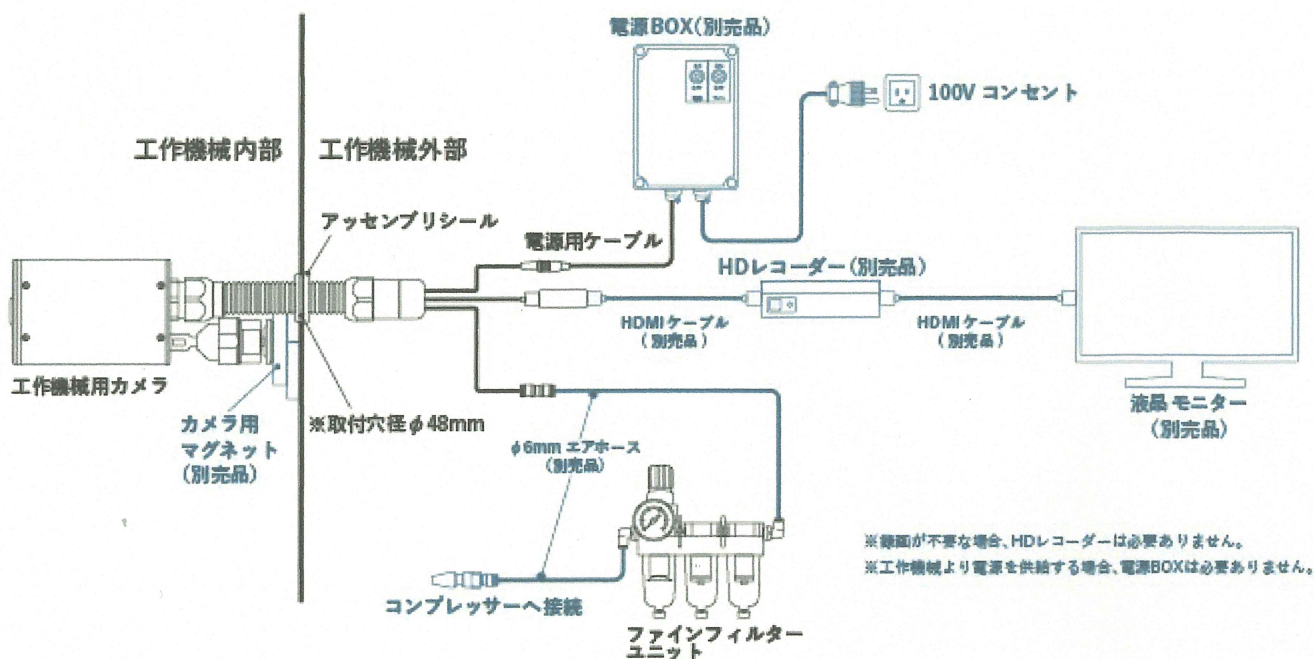 電源BOX(別売品)
100V コンセント
工作機械内部
工作機械外部
アッセンブリシール
電源用ケーブル
HDレコーダー(別売品)
HDMIケーブル
(別売品)
HDMIケーブル
(別売品)
工作機械用カメラ
カメラ用
マグネット
(別売品)
※取付穴径φ48mm
φ6mm エアホース
(別売品)
液晶モニター
(別売品)
※録画が不要な場合、HDレコーダーは必要ありません。
※工作機械より電源を供給する場合、電源BOXは必要ありません。
コンプレッサーへ接続
ファインフィルター
ユニット